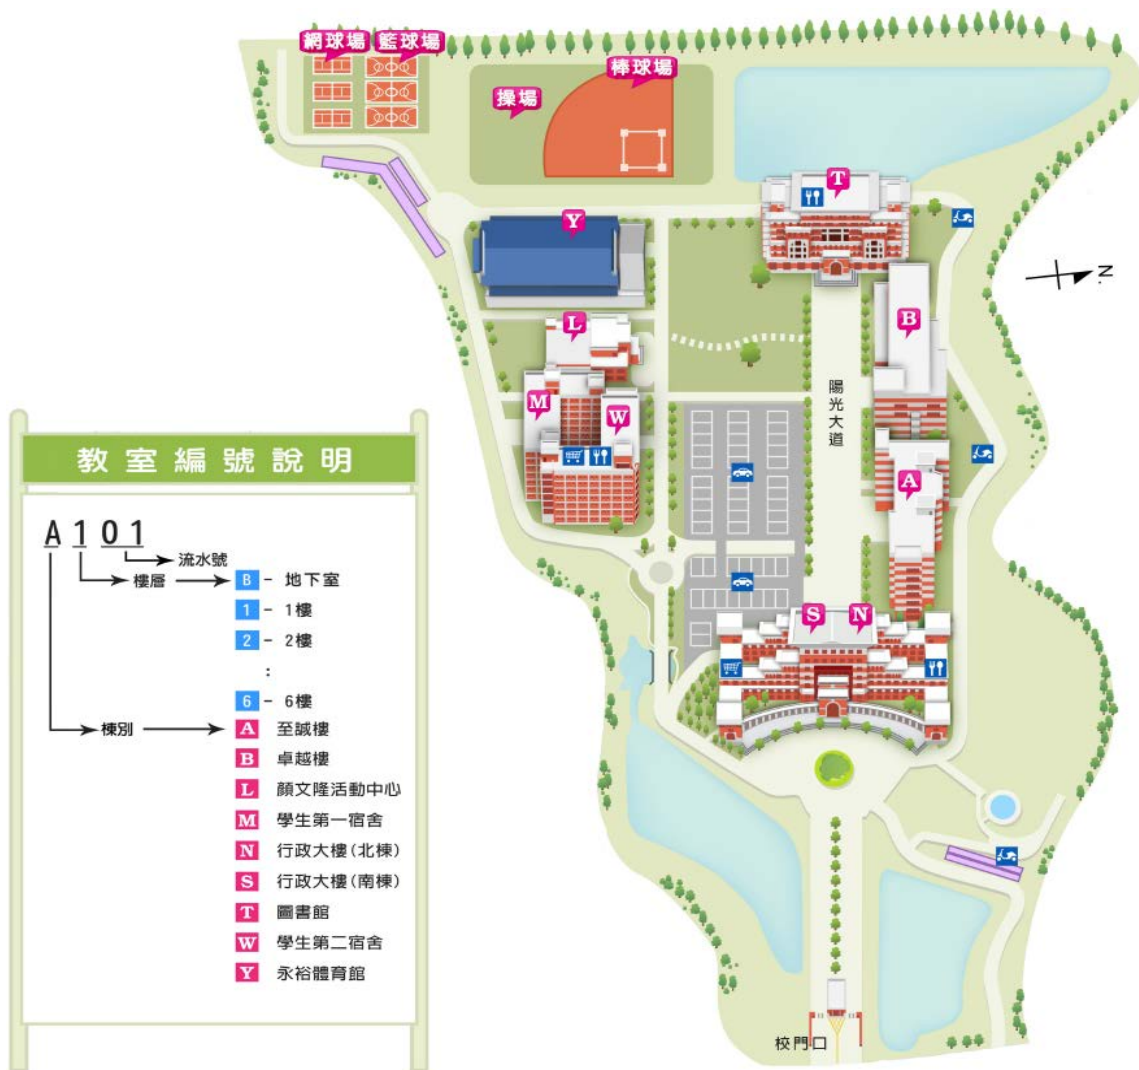 網球場
籃球場
棒球場
操場
T
Y
N.
B
L
陽光大道
M
W
A
S
N
校門口
教室編號說明
A 1 0 1
流水號
樓層
B - 地下室
1 - 1樓
2 - 2樓
:
6 - 6樓
棟別
A 至誠樓
B 卓越樓
L 顏文隆活動中心
M 學生第一宿舍
N 行政大樓(北棟)
S 行政大樓(南棟)
T 圖書館
W 學生第二宿舍
Y 永裕體育館